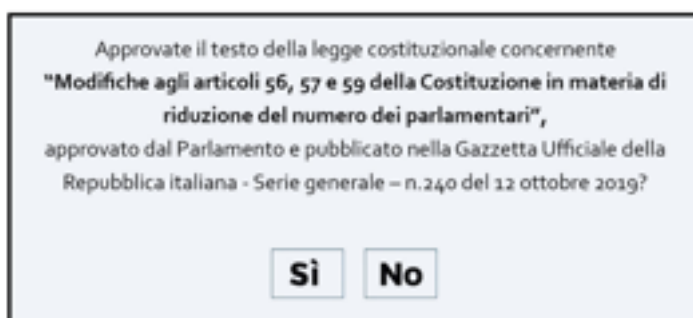 Approvate il testo della legge costituzionale concernente
"Modifiche agli articoli 56, 57 e 59 della Costituzione in materia di
riduzione del numero dei parlamentari",
approvato dal Parlamento e pubblicato nella Gazzetta Ufficiale della
Repubblica italiana - Serie generale – n.240 del 12 ottobre 2019?
Sì No